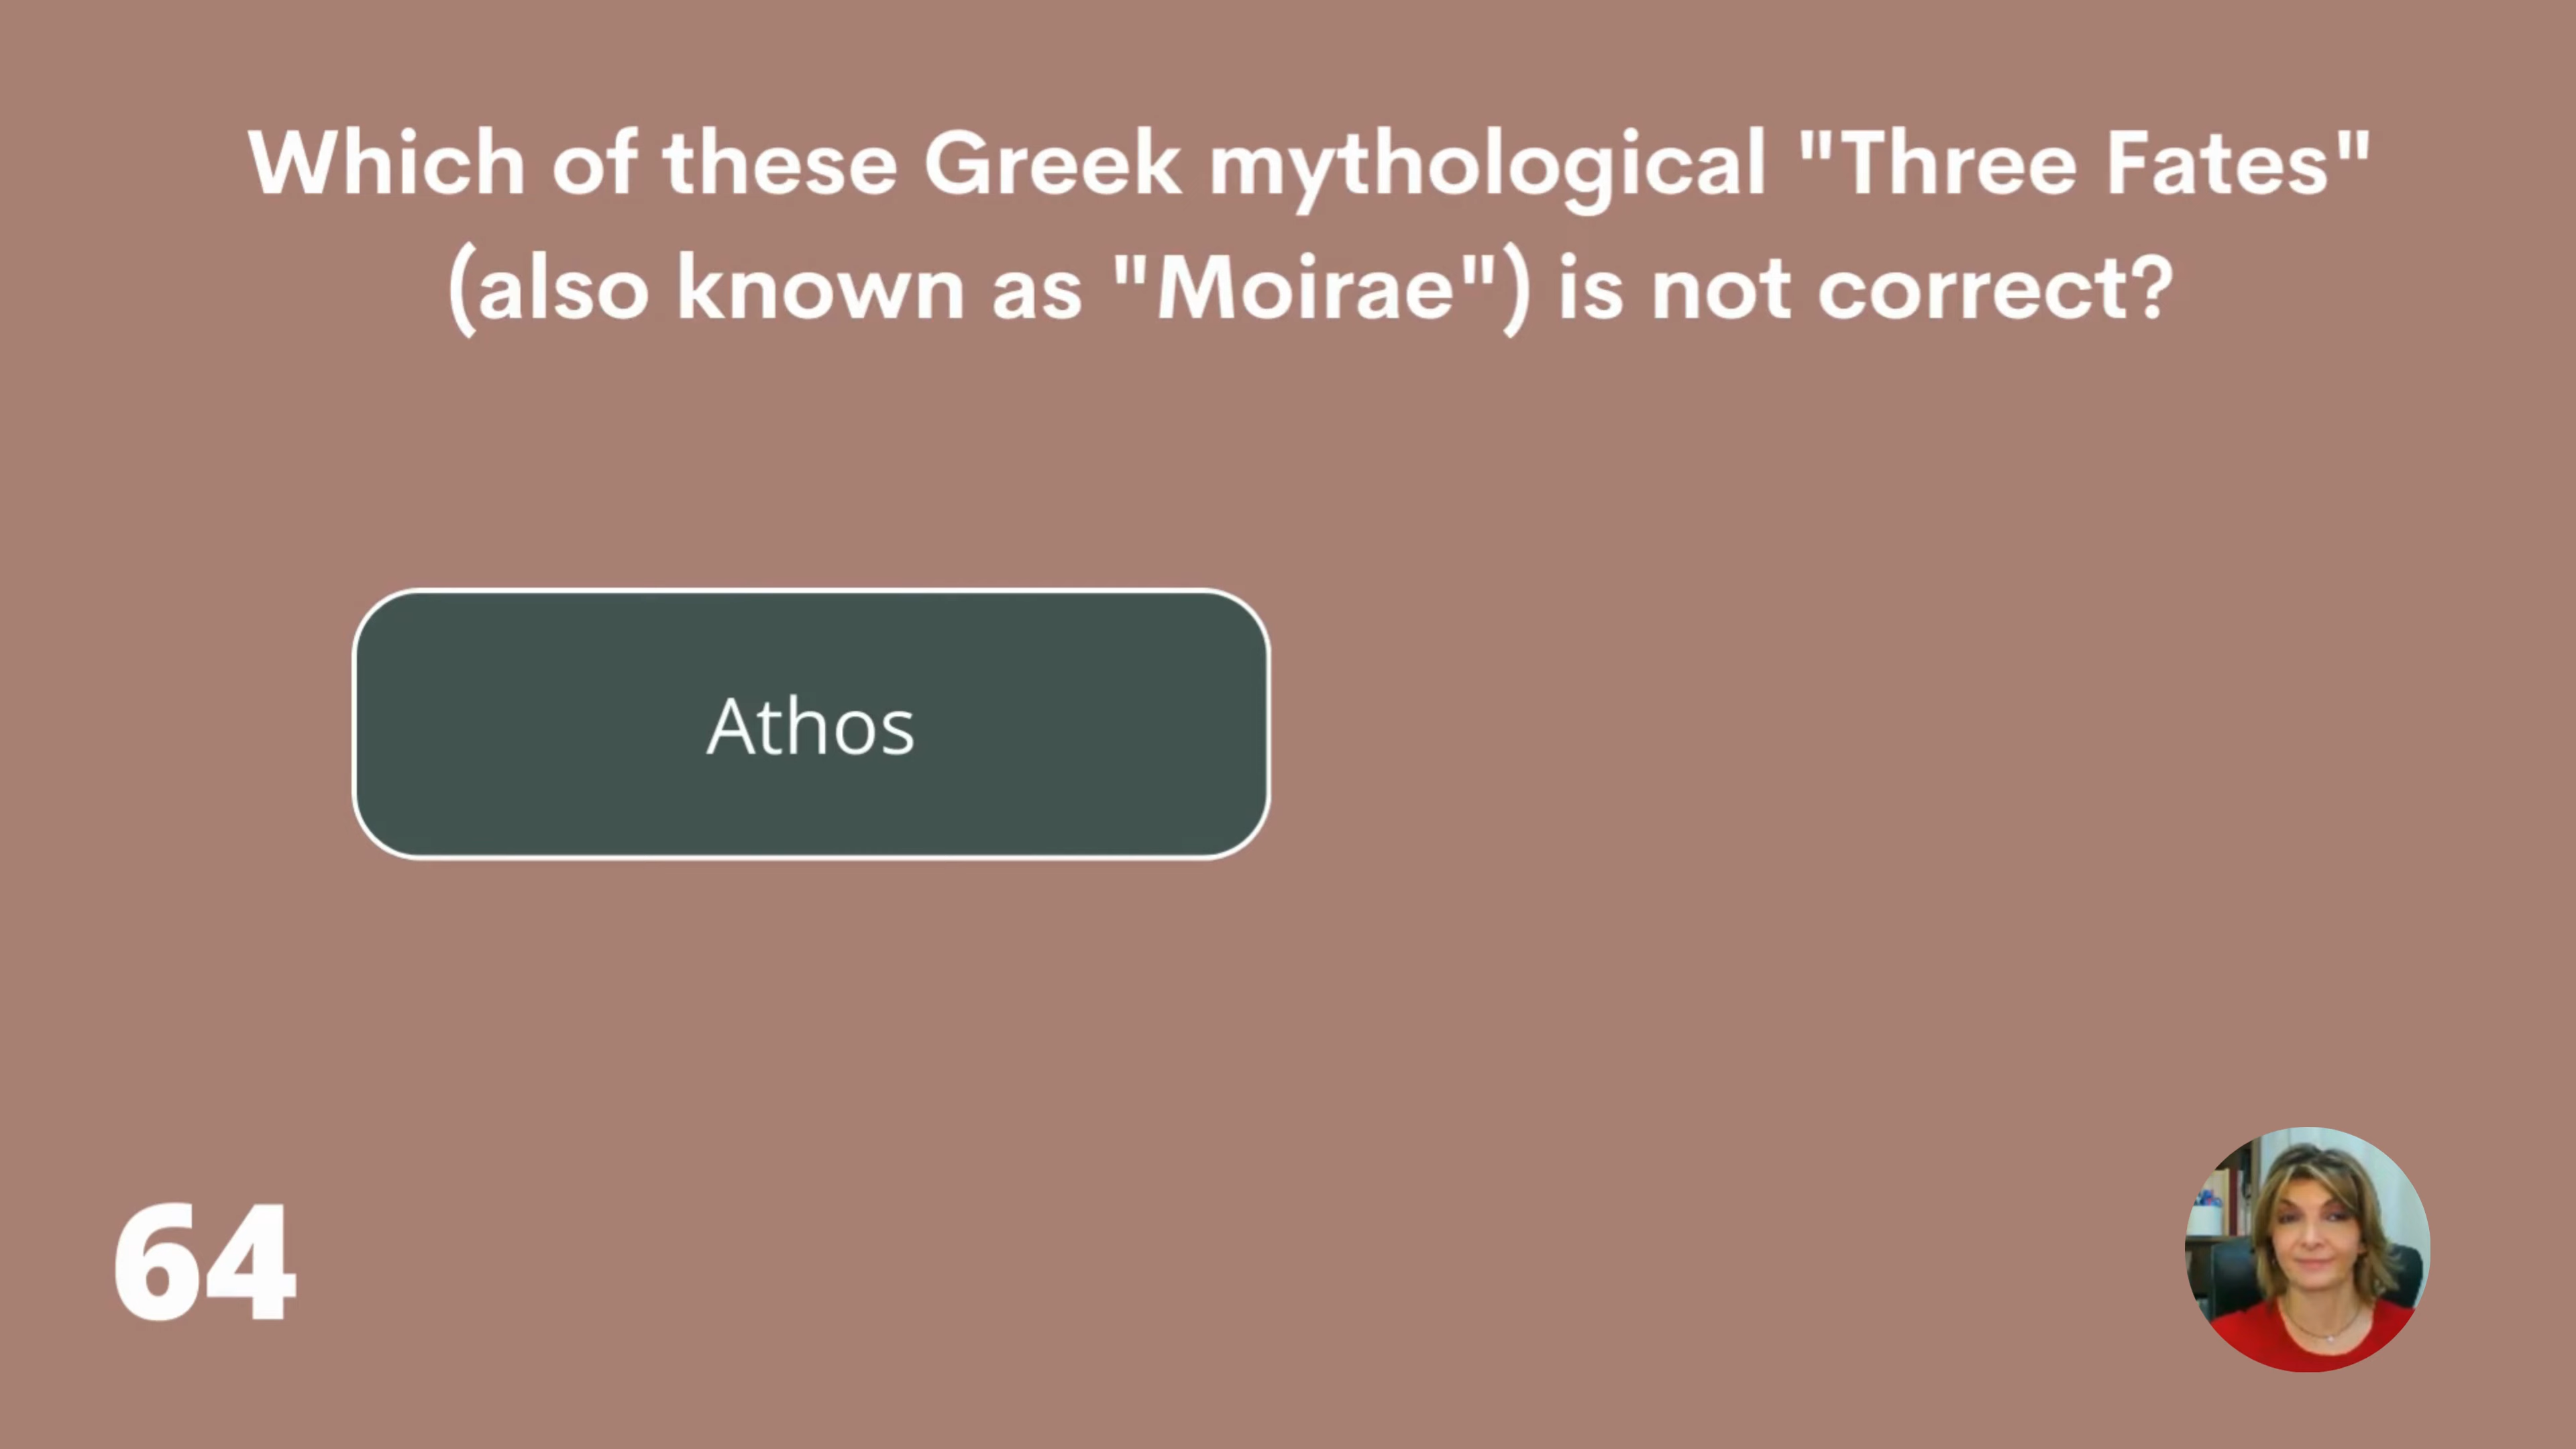 Which of these Greek mythological "Three Fates"
(also known as "Moirae") is not correct?
Athos
64